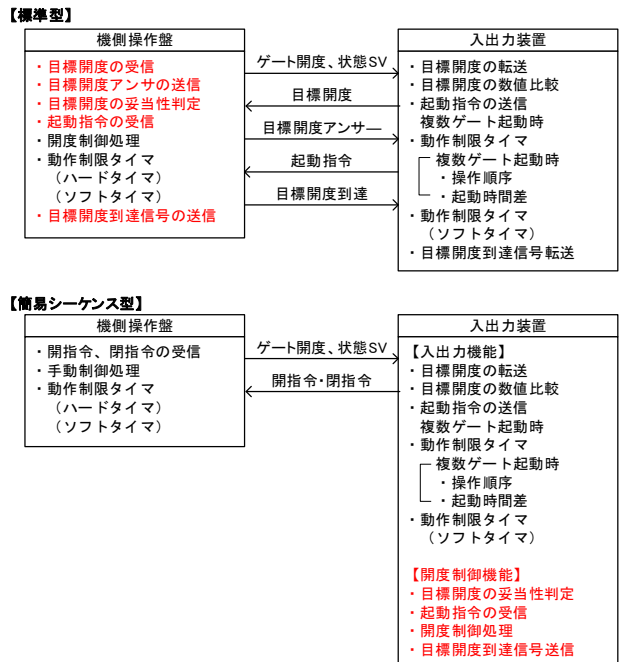 【標準型】
機側操作盤
・目標開度の受信
・目標開度アンサの送信
・目標開度の妥当性判定
・起動指令の受信
・開度制御処理
・動作制限タイマ
（ハードタイマ）
（ソフトタイマ）
・目標開度到達信号の送信
ゲート開度、状態SV
目標開度
目標開度アンサー
起動指令
目標開度到達
入出力装置
・目標開度の転送
・目標開度の数値比較
・起動指令の送信
複数ゲート起動時
・動作制限タイマ
複数ゲート起動時
・操作順序
・起動時間差
・動作制限タイマ
（ソフトタイマ）
・目標開度到達信号転送
【簡易シーケンス型】
機側操作盤
・開指令、閉指令の受信
・手動制御処理
・動作制限タイマ
（ハードタイマ）
（ソフトタイマ）
ゲート開度、状態SV
開指令・閉指令
入出力装置
【入出力機能】
・目標開度の転送
・目標開度の数値比較
・起動指令の送信
複数ゲート起動時
・動作制限タイマ
複数ゲート起動時
・操作順序
・起動時間差
・動作制限タイマ
（ソフトタイマ）
【開度制御機能】
・目標開度の妥当性判定
・起動指令の受信
・開度制御処理
・目標開度到達信号送信